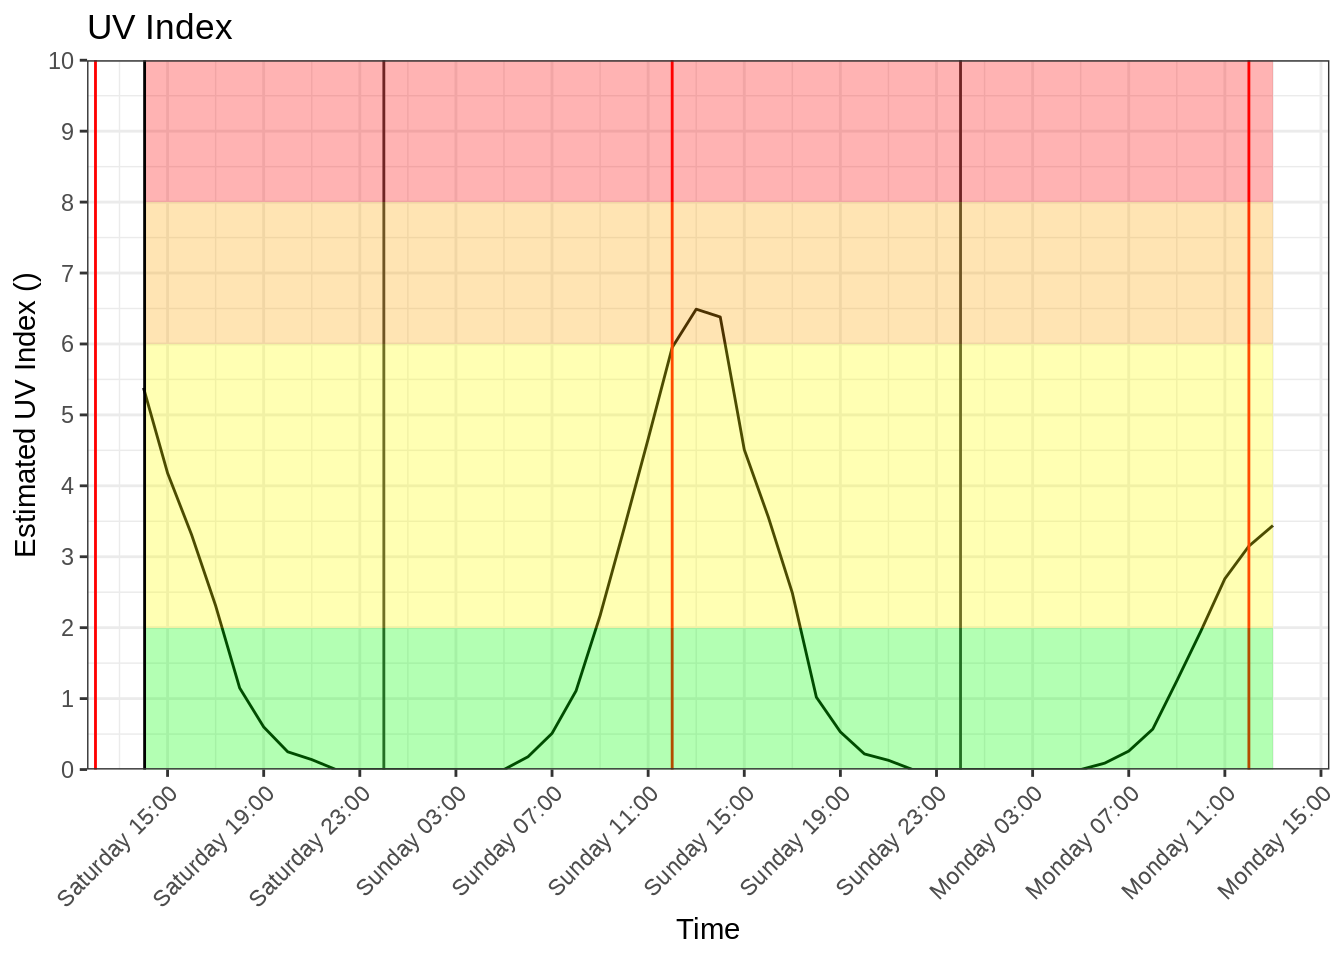 UV Index
10
9
8
7
6
5
4
3
2
1
0
Estimated UV Index ()
Saturday 15:00
Saturday 19:00
Saturday 23:00
Sunday 03:00
Sunday 07:00
Sunday 11:00
Sunday 15:00
Sunday 19:00
Sunday 23:00
Monday 03:00
Monday 07:00
Monday 11:00
Monday 15:00
Time